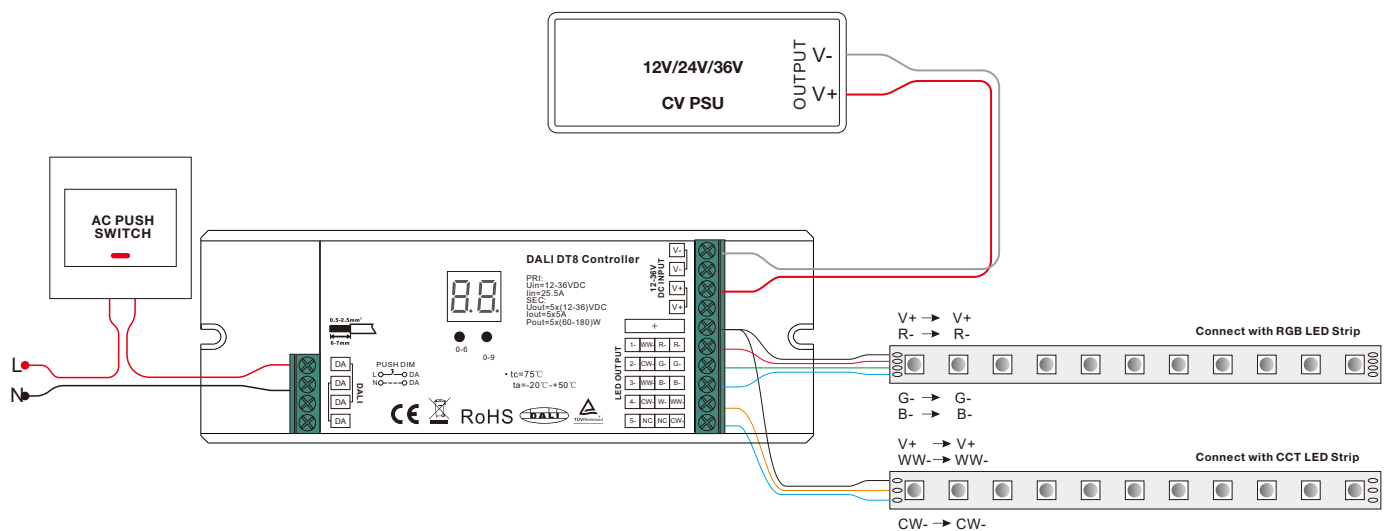 12V/24V/36V
CV PSU
OUTPUT
V-
V+
AC PUSH
SWITCH
L
N
0.5-2.5mm²
6-7mm
DA
DA
DA
DA
DALI
PUSH DIM
L DA
N DA
8.8.
0-6
0-9
DALI DT8 Controller
PRI:
Uin=12-36VDC
Iin=25.5A
SEC:
Uout=5x(12-36)VDC
Iout=5x5A
Pout=5x(60-180)W
• tc=75℃
ta=-20℃-+50℃
CE
RoHS
DALI
TÜVRheinland
12-36V
DC INPUT
V-
V-
V+
V+
LED OUTPUT
+
1- WW- R- R-
2- CW- G- G-
3- WW- B- B-
4- CW- W- WW-
5- NC NC CW-
V+ → V+
R- → R-
Connect with RGB LED Strip
G- → G-
B- → B-
V+ → V+
WW- → WW-
Connect with CCT LED Strip
CW- → CW-